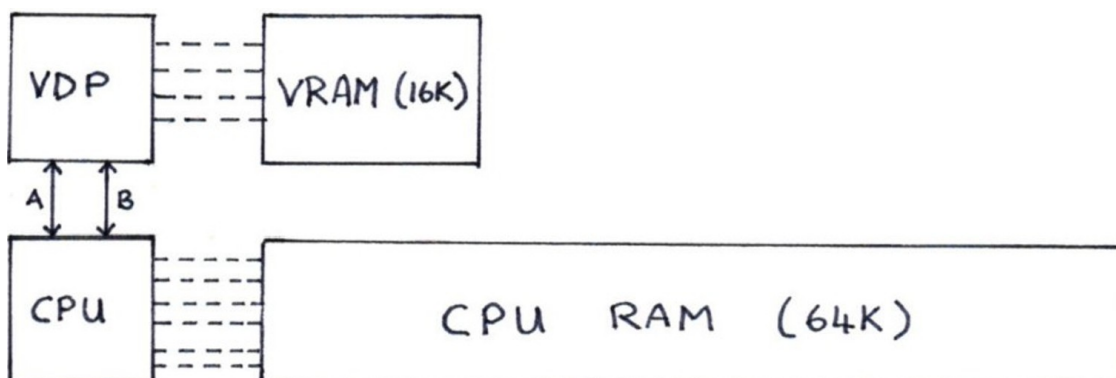 VDP
VRAM (16K)
A B
CPU
CPU RAM (64K)